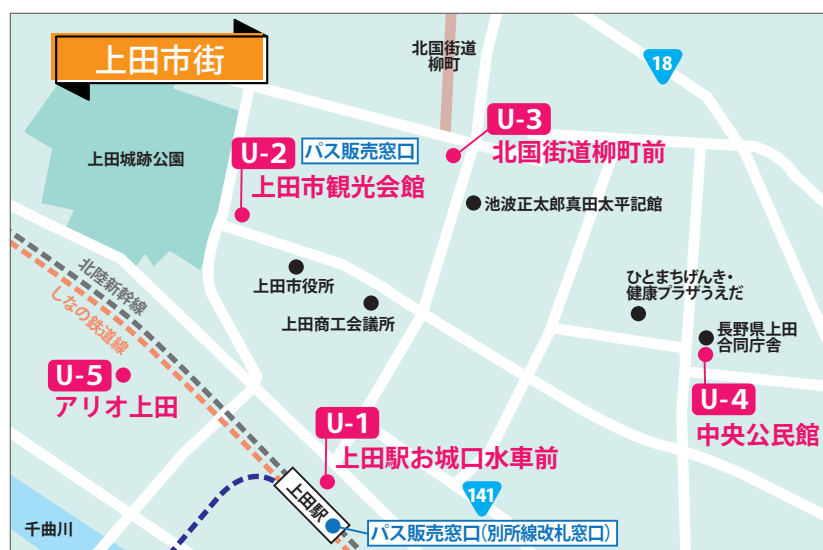 上田市街
北国街道
柳町
18
上田城跡公園
U-3
北国街道柳町前
U-2
パス販売窓口
上田市観光会館
池波正太郎真田太平記館
北陸新幹線
しなの鉄道線
上田市役所
上田商工会議所
ひとまちげんき・
健康プラザうえだ
長野県上田
合同庁舎
U-5
アリオ上田
U-4
中央公民館
U-1
上田駅お城口水車前
141
上田駅
千曲川
パス販売窓口(別所線改札窓口)